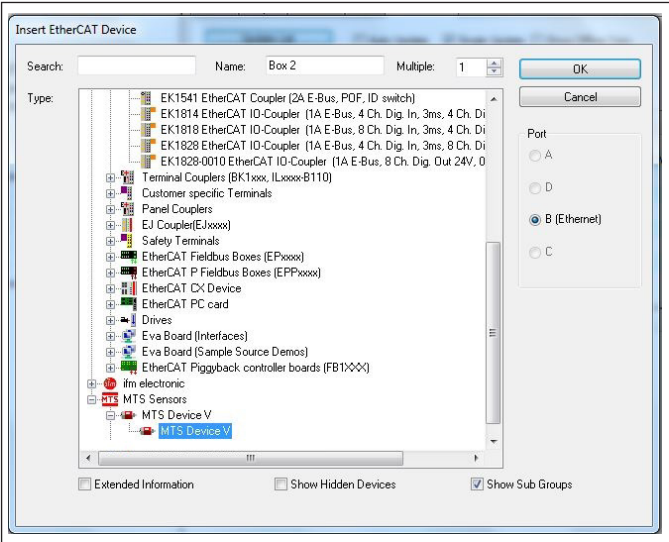 Insert EtherCAT Device
Search:
Name: Box 2
Multiple: 1
OK
Type:
Cancel
EK1541 EtherCAT Coupler (2A E-Bus, POF, ID switch)
EK1814 EtherCAT IO-Coupler (1A E-Bus, 4 Ch. Dig. In, 3ms, 4 Ch. Di
EK1818 EtherCAT IO-Coupler (1A E-Bus, 8 Ch. Dig. In, 3ms, 4 Ch. Di
EK1828 EtherCAT IO-Coupler (1A E-Bus, 4 Ch. Dig. In, 3ms, 8 Ch. Di
EK1828-0010 EtherCAT IO-Coupler (1A E-Bus, 8 Ch. Dig. Out 24V, 0
Terminal Couplers (BK1xxx, ILxxxx-B110)
Customer specific Terminals
Panel Couplers
EJ Coupler(EJxxxx)
Safety Terminals
EtherCAT Fieldbus Boxes (EPxxxx)
EtherCAT P Fieldbus Boxes (EPPxxxx)
EtherCAT CX Device
EtherCAT PC card
Drives
Eva Board (Interfaces)
Eva Board (Sample Source Demos)
EtherCAT Piggyback controller boards (FB1XXX)
ifm ifm electronic
MTS MTS Sensors
MTS Device V
MTS Device V
Port
A
D
B (Ethernet)
C
Extended Information
Show Hidden Devices
Show Sub Groups